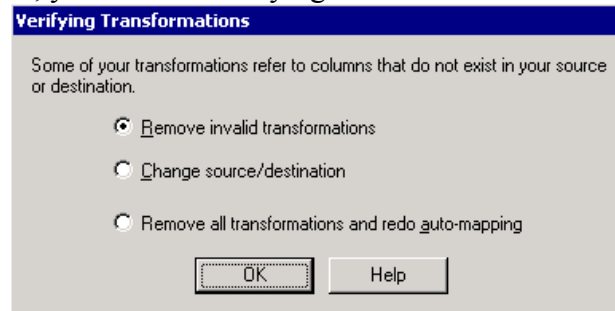 Verifying Transformations
Some of your transformations refer to columns that do not exist in your source
or destination.
Remove invalid transformations
Change source/destination
Remove all transformations and redo auto-mapping
OK Help